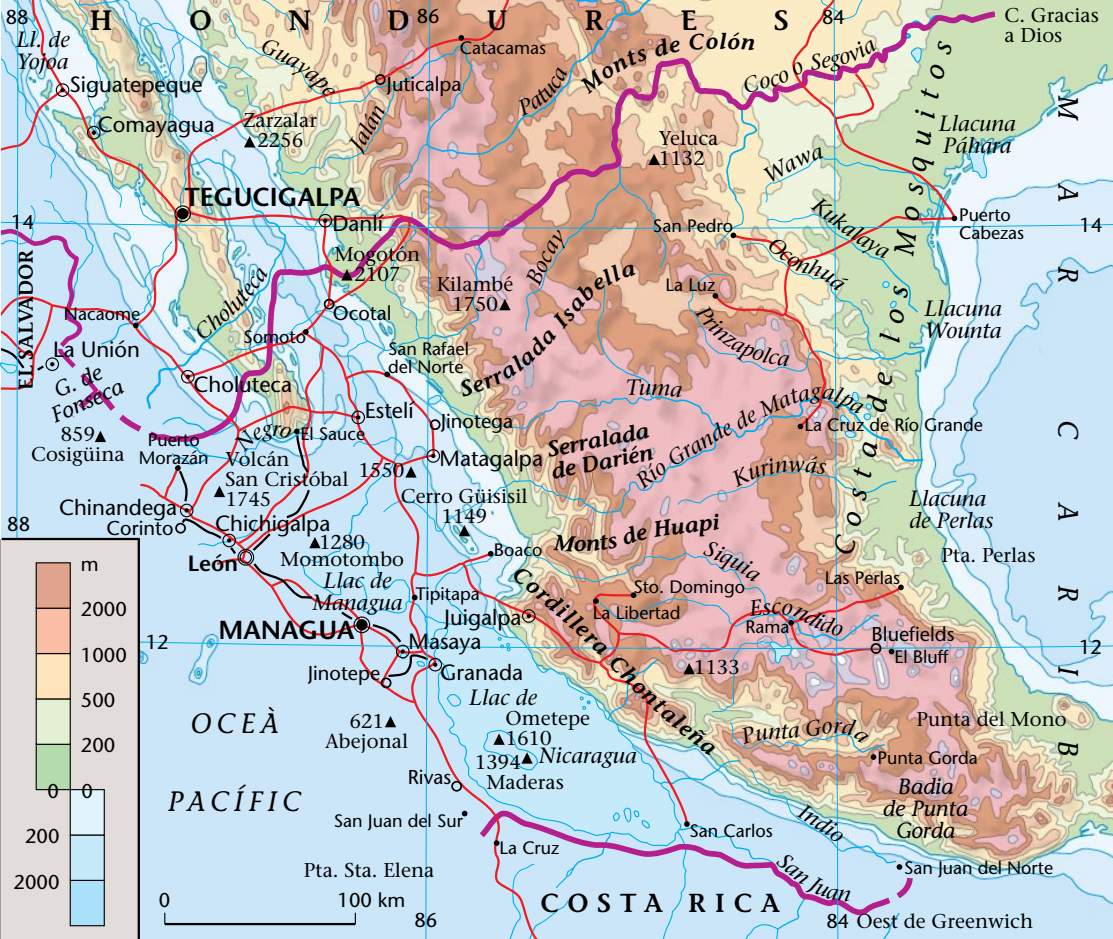 88
H O N D U R E S
86
84
C. Gracias
a Dios
Ll. de
Yojoa
Siguatepeque
Guayape
Catacamas
Juticalpa
Patuca
Monts de Colón
Coco o Segovia
Comayagua
Zarzalar
2256
Jalán
Yeluca
1132
Wawa
Llacuna
Páhara
TEGUCIGALPA
14
Danlí
San Pedro
Kukalaya
Puerto
Cabezas
14
EL SALVADOR
Mogotón
2107
Kilambé
1750
Bocay
Oconhuá
La Luz
Choluteca
Nacaome
Ocotal
Somoto
Serralada Isabella
Prinzapolca
Llacuna
Wounta
La Unión
G. de
Fonseca
Choluteca
San Rafael
del Norte
Tuma
Río Grande de Matagalpa
Costa de los Mosquitos
MAR CARIB
859
Cosigüina
Puerto
Morazán
Negro
El Sauce
Estelí
Jinotega
Serralada
de Darién
La Cruz de Río Grande
Volcán
San Cristóbal
1745
1550
Matagalpa
Kurinwás
Chinandega
Corinto
Cerro Güisisil
1149
Llacuna
de Perlas
88
Chichigalpa
1280
Momotombo
Monts de Huapi
Pta. Perlas
León
Boaco
Siquia
Llac de
Managua
Tipitapa
Cordillera Chontaleña
Sto. Domingo
La Libertad
Las Perlas
MANAGUA
Juigalpa
Escondido
Rama
Bluefields
El Bluff
12
Masaya
12
Jinotepe
Granada
1133
OCEÀ
PACÍFIC
621
Abejonal
Llac de
Nicaragua
Ometepe
1610
1394
Maderas
Punta Gorda
Punta del Mono
Punta Gorda
Rivas
Badia
de Punta
Gorda
San Juan del Sur
San Carlos
Indio
La Cruz
San Juan
San Juan del Norte
Pta. Sta. Elena
COSTA RICA
m
2000
1000
500
200
0 0
200
2000
0 100 km
86
84 Oest de Greenwich